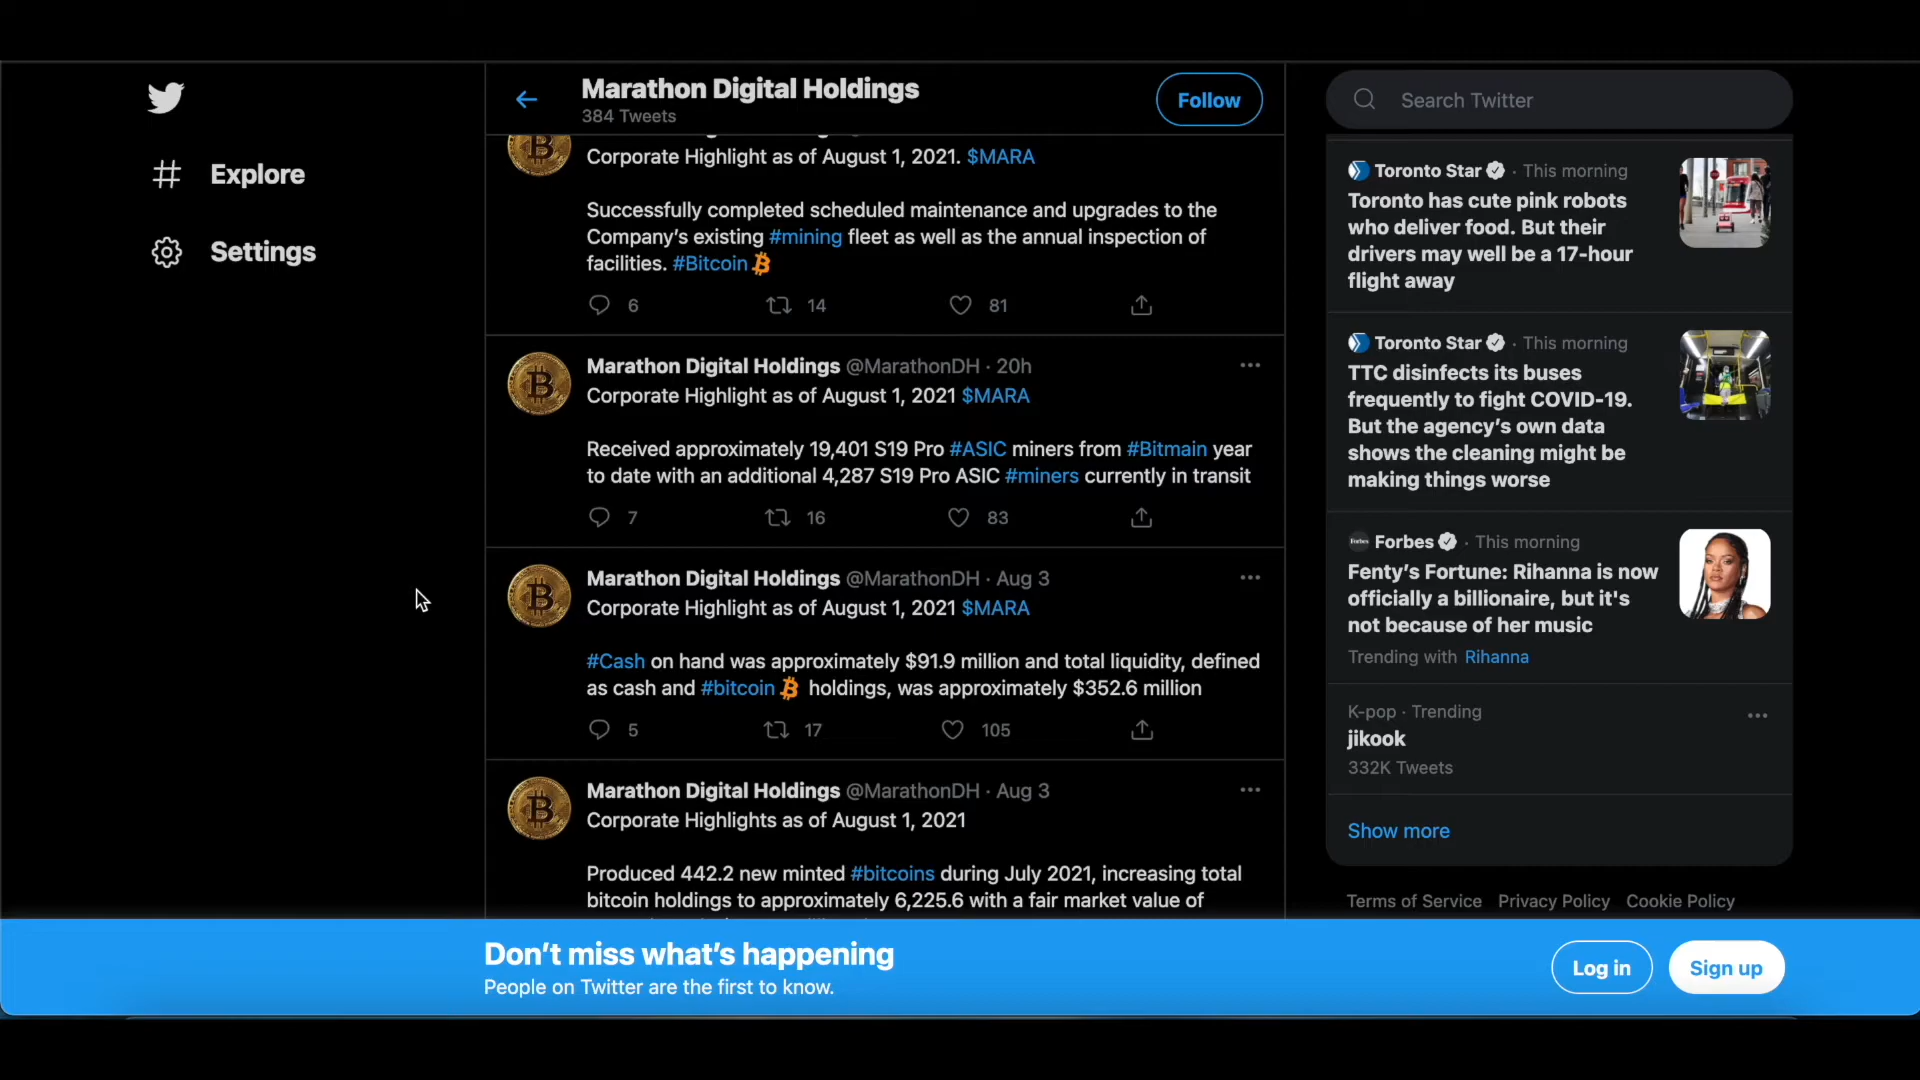 Marathon Digital Holdings
384 Tweets
Follow
Search Twitter
Explore
Settings
Corporate Highlight as of August 1, 2021. $MARA
Successfully completed scheduled maintenance and upgrades to the
Company's existing #mining fleet as well as the annual inspection of
facilities. #Bitcoin
6 14 81
Marathon Digital Holdings @MarathonDH · 20h
Corporate Highlight as of August 1, 2021 $MARA
Received approximately 19,401 S19 Pro #ASIC miners from #Bitmain year
to date with an additional 4,287 S19 Pro ASIC #miners currently in transit
7 16 83
Marathon Digital Holdings @MarathonDH · Aug 3
Corporate Highlight as of August 1, 2021 $MARA
#Cash on hand was approximately $91.9 million and total liquidity, defined
as cash and #bitcoin holdings, was approximately $352.6 million
5 17 105
Marathon Digital Holdings @MarathonDH · Aug 3
Corporate Highlights as of August 1, 2021
Produced 442.2 new minted #bitcoins during July 2021, increasing total
bitcoin holdings to approximately 6,225.6 with a fair market value of
Toronto Star · This morning
Toronto has cute pink robots
who deliver food. But their
drivers may well be a 17-hour
flight away
Toronto Star · This morning
TTC disinfects its buses
frequently to fight COVID-19.
But the agency's own data
shows the cleaning might be
making things worse
Forbes · This morning
Fenty's Fortune: Rihanna is now
officially a billionaire, but it's
not because of her music
Trending with Rihanna
K-pop · Trending
jikook
332K Tweets
Show more
Terms of Service Privacy Policy Cookie Policy
Don't miss what's happening
People on Twitter are the first to know.
Log in
Sign up